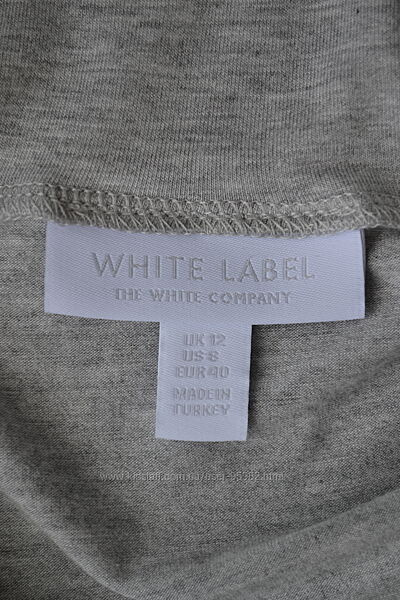 WHITE LABEL
THE WHITE COMPANY
UK 12
US 8
EUR 40
MADE IN
TURKEY